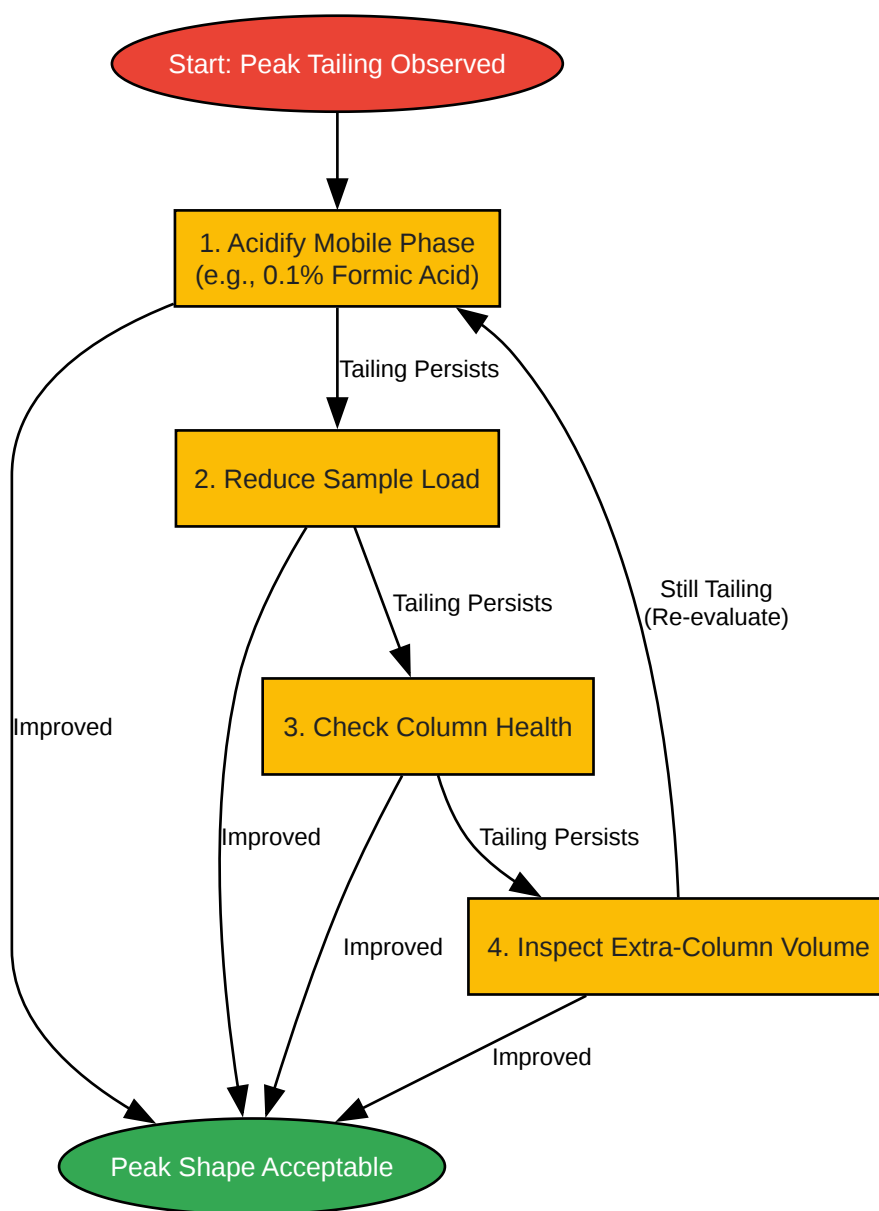 Start: Peak Tailing Observed
1. Acidify Mobile Phase
(e.g., 0.1% Formic Acid)
Tailing Persists
2. Reduce Sample Load
Still Tailing
(Re-evaluate)
Tailing Persists
3. Check Column Health
Improved
Improved
Tailing Persists
Improved
4. Inspect Extra-Column Volume
Improved
Peak Shape Acceptable